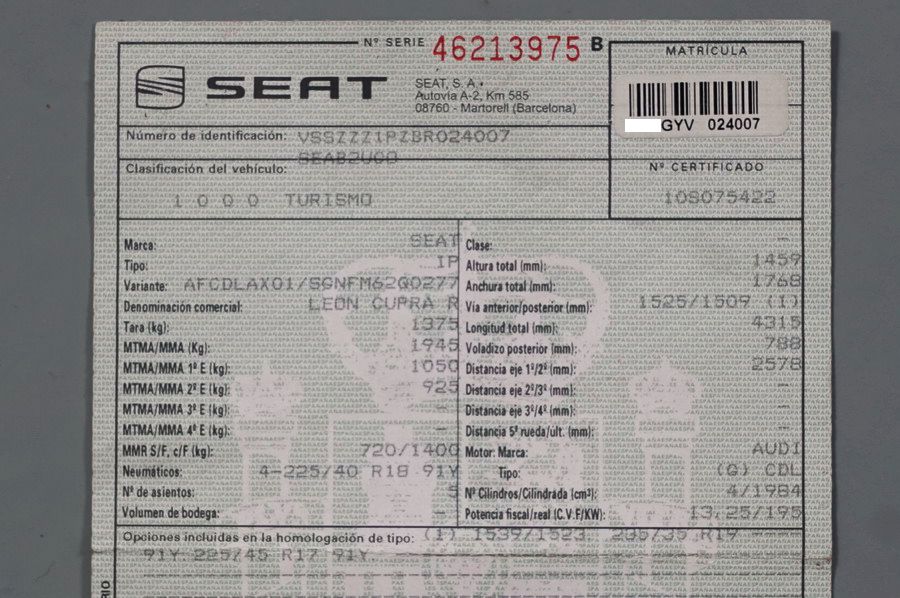 Nº SERIE 46213975 B
SEAT
SEAT, S. A.
Autovía A-2, Km 585
08760 - Martorell (Barcelona)
MATRÍCULA
GYV 024007
Número de identificación: VSSZZZ1PZBR024007
SEAB2U00
Clasificación del vehículo:
1 0 0 0 TURISMO
Nº CERTIFICADO
10S075422
Marca: SEAT
Tipo: 1P
Variante: AFCDLAX01/SGNFM62Q0277
Denominación comercial: LEON CUPRA R
Tara (kg): 1375
MTMA/MMA (Kg): 1945
MTMA/MMA 1º E (kg): 1050
MTMA/MMA 2º E (kg): 925
MTMA/MMA 3º E (kg): -
MTMA/MMA 4º E (kg): -
MMR S/F, c/F (kg): 720/1400
Neumáticos: 4-225/40 R18 91Y
Nº de asientos: 5
Volumen de bodega: -
Clase: -
Altura total (mm): 1459
Anchura total (mm): 1768
Vía anterior/posterior (mm): 1525/1509 (1)
Longitud total (mm): 4315
Voladizo posterior (mm): 788
Distancia eje 1º/2º (mm): 2578
Distancia eje 2º/3º (mm): -
Distancia eje 3º/4º (mm): -
Distancia 5ª rueda/últ. (mm): -
Motor: Marca: AUDI
Tipo: (G) CDL
Nº Cilindros/Cilindrada (cm³): 4/1984
Potencia fiscal/real (C.V.F/KW): 13,25/195
Opciones incluidas en la homologación de tipo: (1) 1539/1523 235/35 R19 ----
91Y 225/45 R17 91Y
RIO